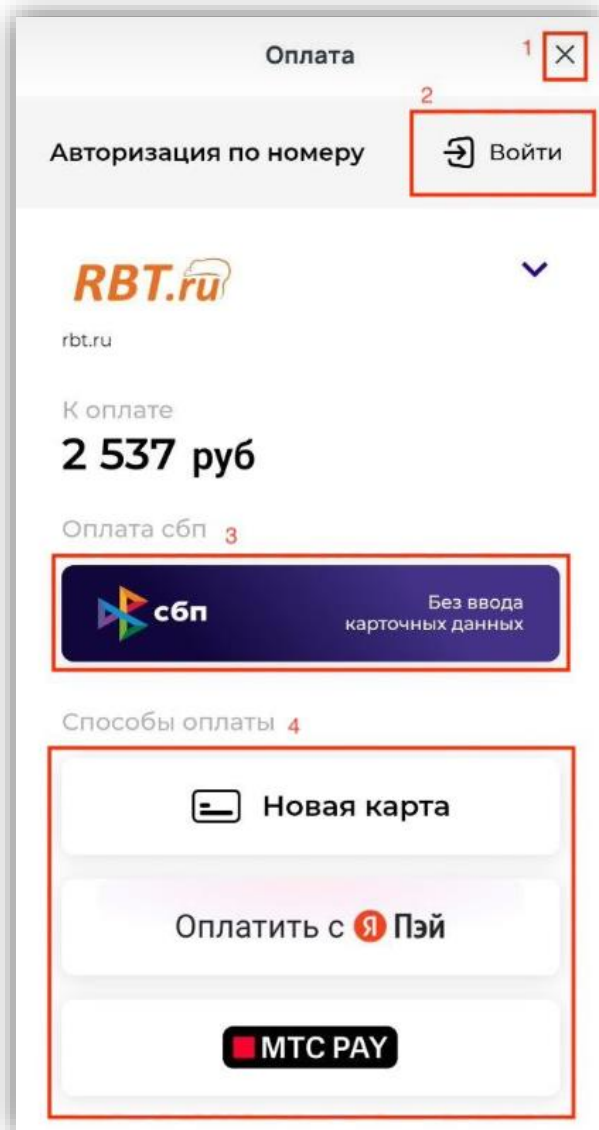 Оплата
1
2
Авторизация по номеру
Войти
RBT.ru
rbt.ru
К оплате
2 537 руб
Оплата сбп 3
сбп
Без ввода
карточных данных
Способы оплаты 4
Новая карта
Оплатить с Я Пэй
МТС PAY